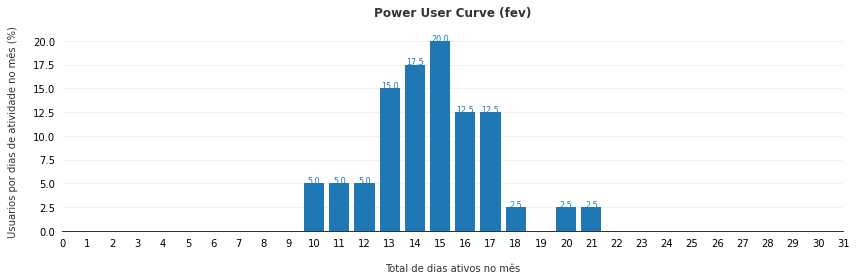 Power User Curve (fev)
Usuarios por dias de atividade no mês (%)
20.0
17.5
15.0
12.5
10.0
7.5
5.0
2.5
0.0
5.0 5.0 5.0 15.0 17.5 20.0 12.5 12.5 2.5 2.5 2.5
0 1 2 3 4 5 6 7 8 9 10 11 12 13 14 15 16 17 18 19 20 21 22 23 24 25 26 27 28 29 30 31
Total de dias ativos no mês